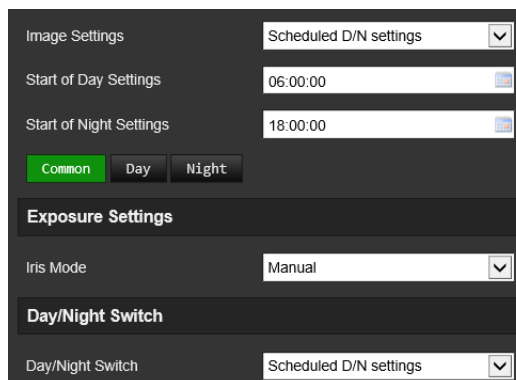 Image Settings Scheduled D/N settings
Start of Day Settings 06:00:00
Start of Night Settings 18:00:00
Common Day Night
Exposure Settings
Iris Mode Manual
Day/Night Switch
Day/Night Switch Scheduled D/N settings